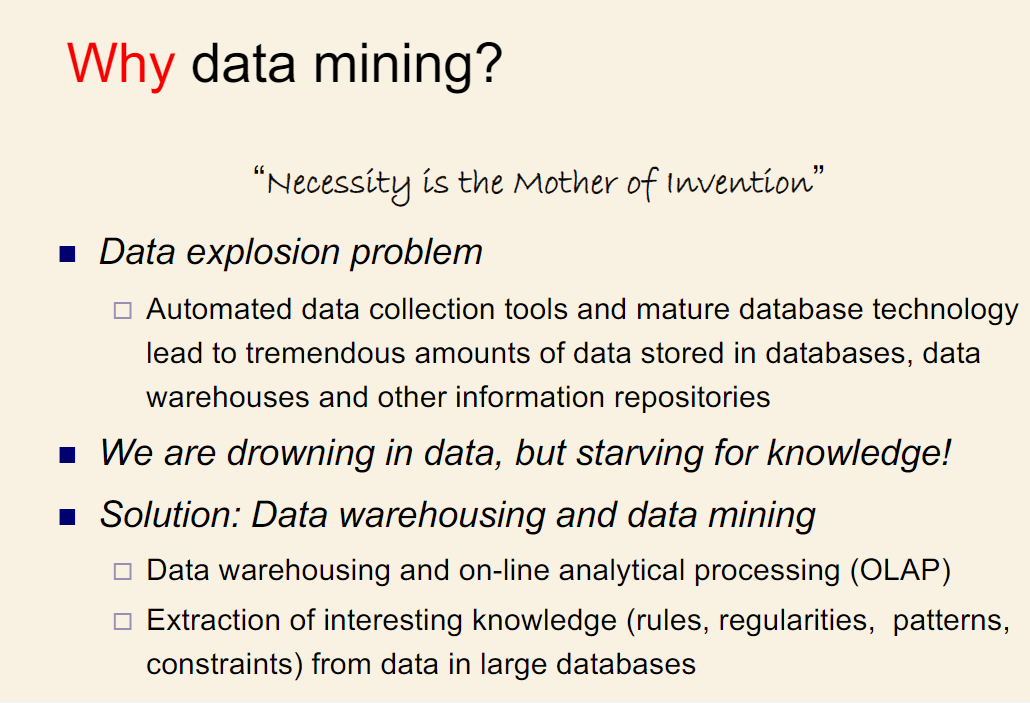 Why data mining?
“Necessity is the Mother of Invention”
Data explosion problem
Automated data collection tools and mature database technology
lead to tremendous amounts of data stored in databases, data
warehouses and other information repositories
We are drowning in data, but starving for knowledge!
Solution: Data warehousing and data mining
Data warehousing and on-line analytical processing (OLAP)
Extraction of interesting knowledge (rules, regularities,  patterns,
constraints) from data in large databases